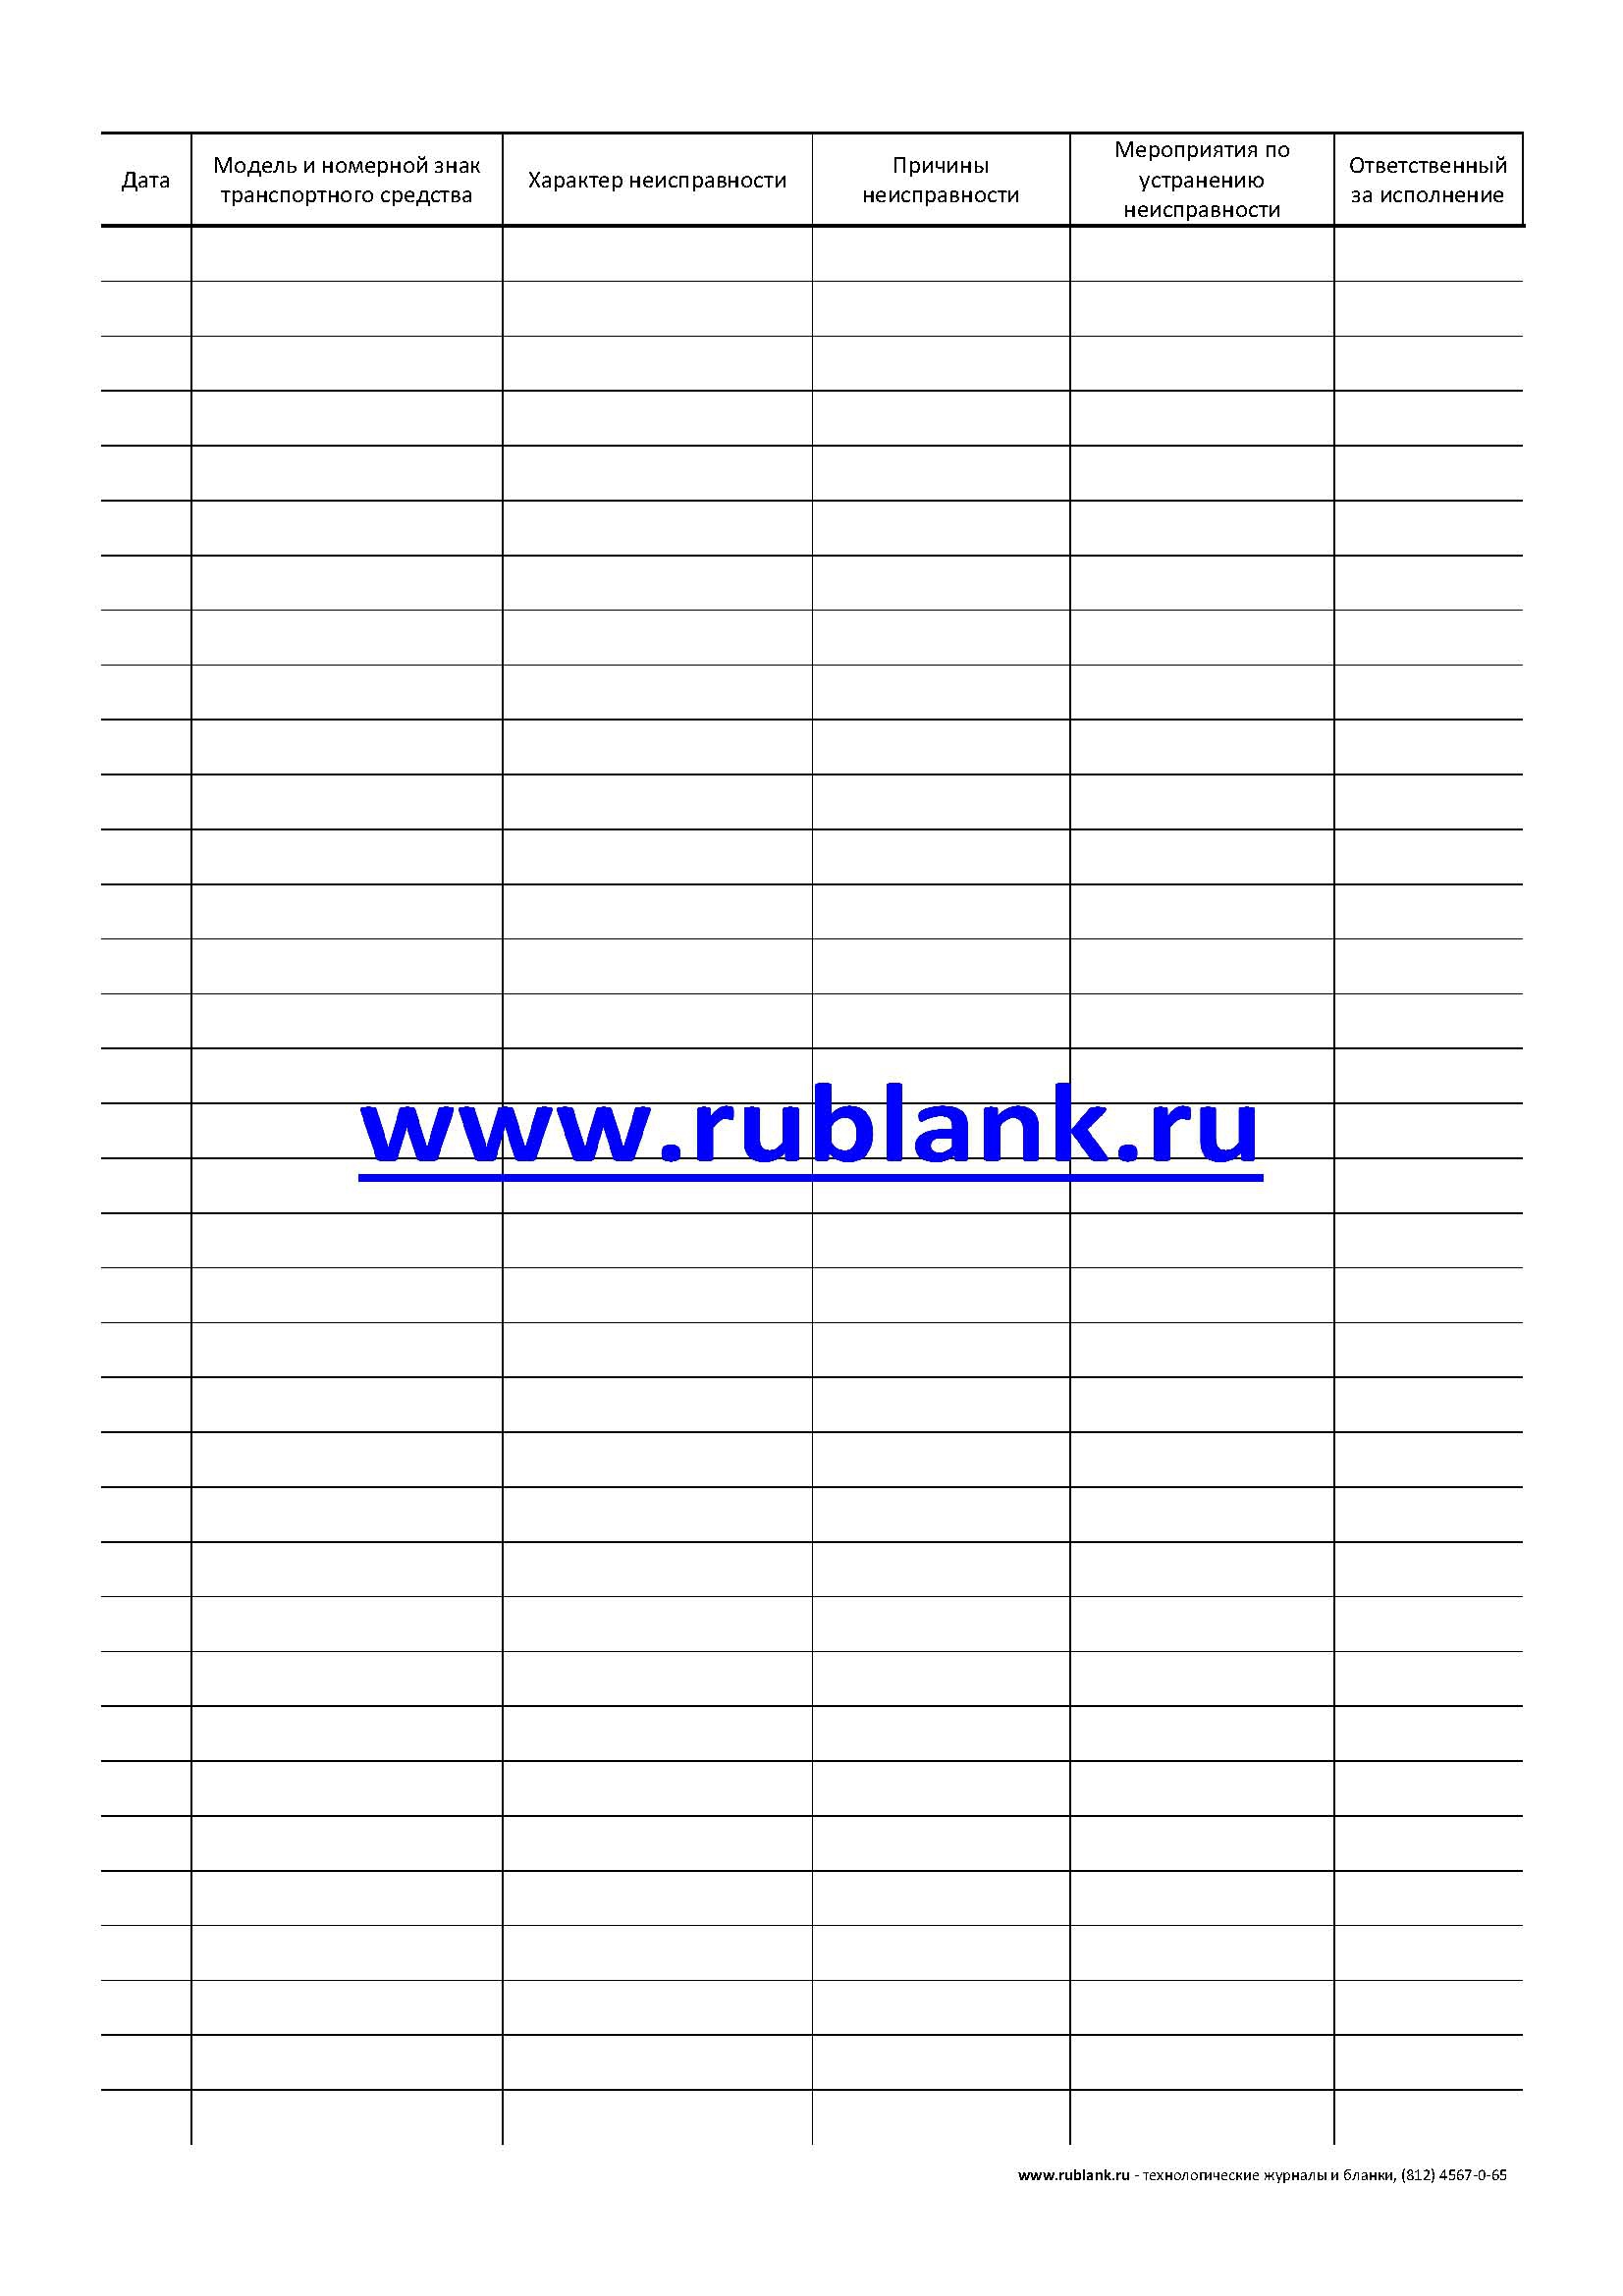 Дата
Модель и номерной знак
транспортного средства
Характер неисправности
Причины
неисправности
Мероприятия по
устранению
неисправности
Ответственный
за исполнение
www.rublank.ru
www.rublank.ru - технологические журналы и бланки, (812) 4567-0-65